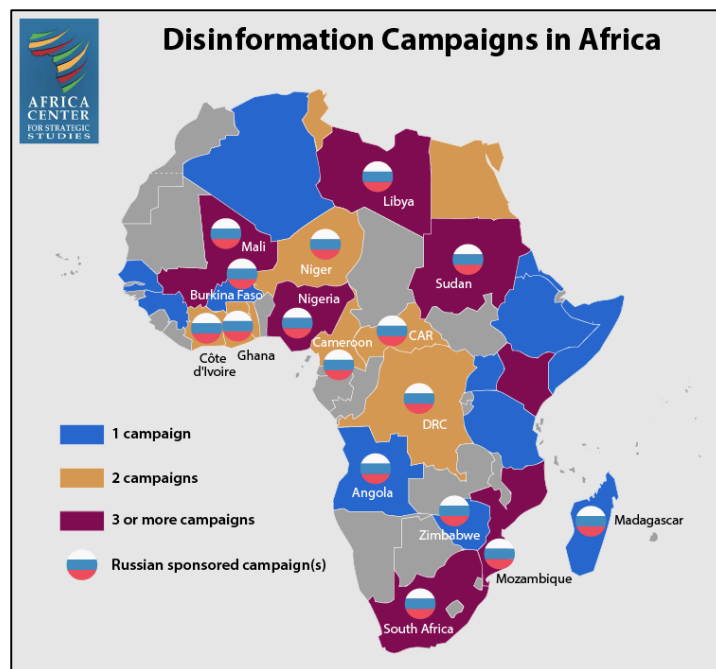 Disinformation Campaigns in Africa
AFRICA
CENTER
FOR STRATEGIC
STUDIES
Libya
Mali
Niger
Sudan
Burkina Faso
Nigeria
Cameroon
CAR
Côte
d'Ivoire
Ghana
DRC
1 campaign
2 campaigns
Angola
3 or more campaigns
Madagascar
Zimbabwe
Russian sponsored campaign(s)
Mozambique
South Africa